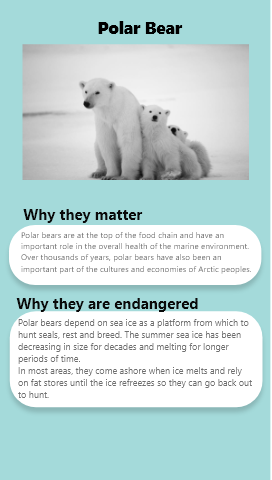 Polar Bear
Why they matter
Polar bears are at the top of the food chain and have an
important role in the overall health of the marine environment.
Over thousands of years, polar bears have also been an
important part of the cultures and economies of Arctic peoples.
Why they are endangered
Polar bears depend on sea ice as a platform from which to
hunt seals, rest and breed. The summer sea ice has been
decreasing in size for decades and melting for longer
periods of time.
In most areas, they come ashore when ice melts and rely
on fat stores until the ice refreezes so they can go back out
to hunt.